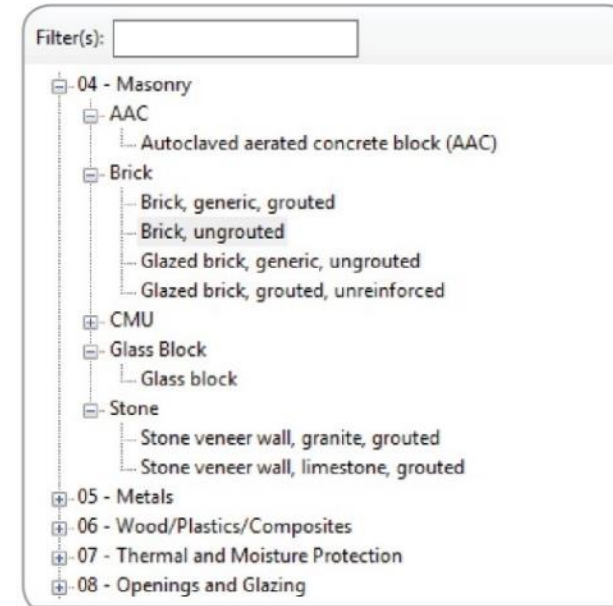 Filter(s):
04 - Masonry
AAC
Autoclaved aerated concrete block (AAC)
Brick
Brick, generic, grouted
Brick, ungrouted
Glazed brick, generic, ungrouted
Glazed brick, grouted, unreinforced
CMU
Glass Block
Glass block
Stone
Stone veneer wall, granite, grouted
Stone veneer wall, limestone, grouted
05 - Metals
06 - Wood/Plastics/Composites
07 - Thermal and Moisture Protection
08 - Openings and Glazing